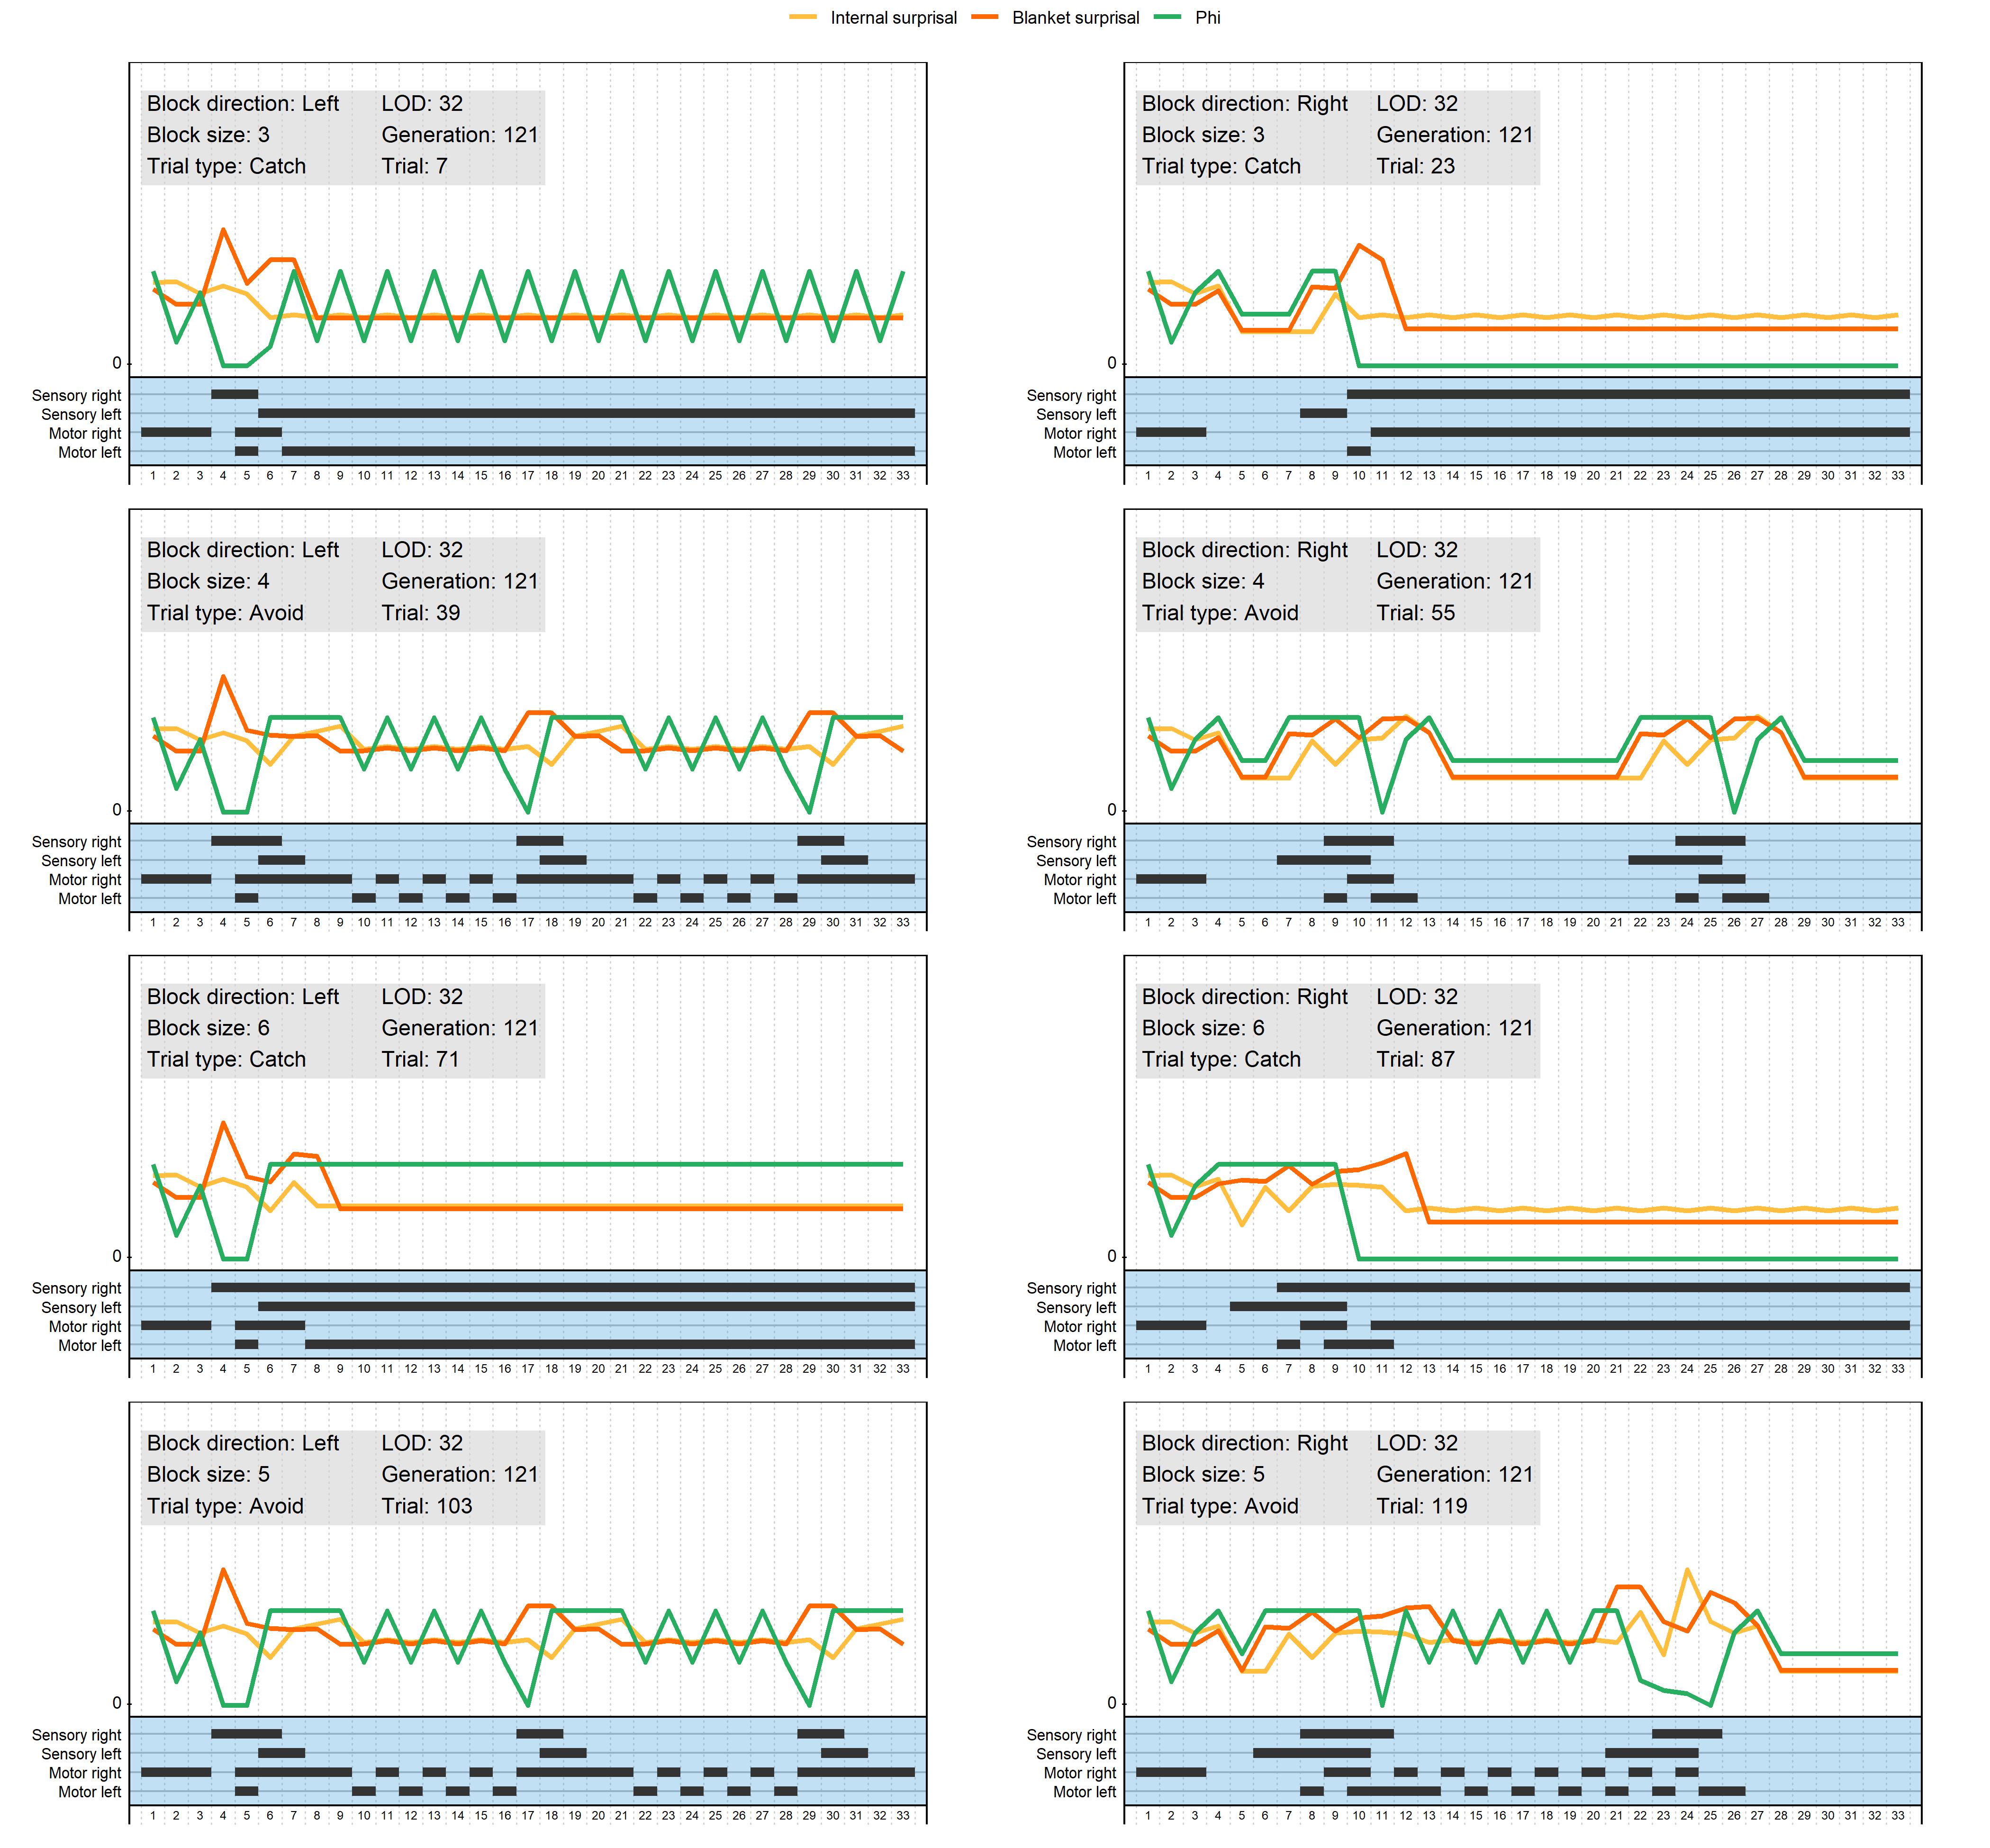 Internal surprisal Blanket surprisal Phi
Block direction: Left LOD: 32
Block size: 3 Generation: 121
Trial type: Catch Trial: 7
0
Sensory right
Sensory left
Motor right
Motor left
1 2 3 4 5 6 7 8 9 10 11 12 13 14 15 16 17 18 19 20 21 22 23 24 25 26 27 28 29 30 31 32 33
Block direction: Right LOD: 32
Block size: 3 Generation: 121
Trial type: Catch Trial: 23
0
Sensory right
Sensory left
Motor right
Motor left
1 2 3 4 5 6 7 8 9 10 11 12 13 14 15 16 17 18 19 20 21 22 23 24 25 26 27 28 29 30 31 32 33
Block direction: Left LOD: 32
Block size: 4 Generation: 121
Trial type: Avoid Trial: 39
0
Sensory right
Sensory left
Motor right
Motor left
1 2 3 4 5 6 7 8 9 10 11 12 13 14 15 16 17 18 19 20 21 22 23 24 25 26 27 28 29 30 31 32 33
Block direction: Right LOD: 32
Block size: 4 Generation: 121
Trial type: Avoid Trial: 55
0
Sensory right
Sensory left
Motor right
Motor left
1 2 3 4 5 6 7 8 9 10 11 12 13 14 15 16 17 18 19 20 21 22 23 24 25 26 27 28 29 30 31 32 33
Block direction: Left LOD: 32
Block size: 6 Generation: 121
Trial type: Catch Trial: 71
0
Sensory right
Sensory left
Motor right
Motor left
1 2 3 4 5 6 7 8 9 10 11 12 13 14 15 16 17 18 19 20 21 22 23 24 25 26 27 28 29 30 31 32 33
Block direction: Right LOD: 32
Block size: 6 Generation: 121
Trial type: Catch Trial: 87
0
Sensory right
Sensory left
Motor right
Motor left
1 2 3 4 5 6 7 8 9 10 11 12 13 14 15 16 17 18 19 20 21 22 23 24 25 26 27 28 29 30 31 32 33
Block direction: Left LOD: 32
Block size: 5 Generation: 121
Trial type: Avoid Trial: 103
0
Sensory right
Sensory left
Motor right
Motor left
1 2 3 4 5 6 7 8 9 10 11 12 13 14 15 16 17 18 19 20 21 22 23 24 25 26 27 28 29 30 31 32 33
Block direction: Right LOD: 32
Block size: 5 Generation: 121
Trial type: Avoid Trial: 119
0
Sensory right
Sensory left
Motor right
Motor left
1 2 3 4 5 6 7 8 9 10 11 12 13 14 15 16 17 18 19 20 21 22 23 24 25 26 27 28 29 30 31 32 33